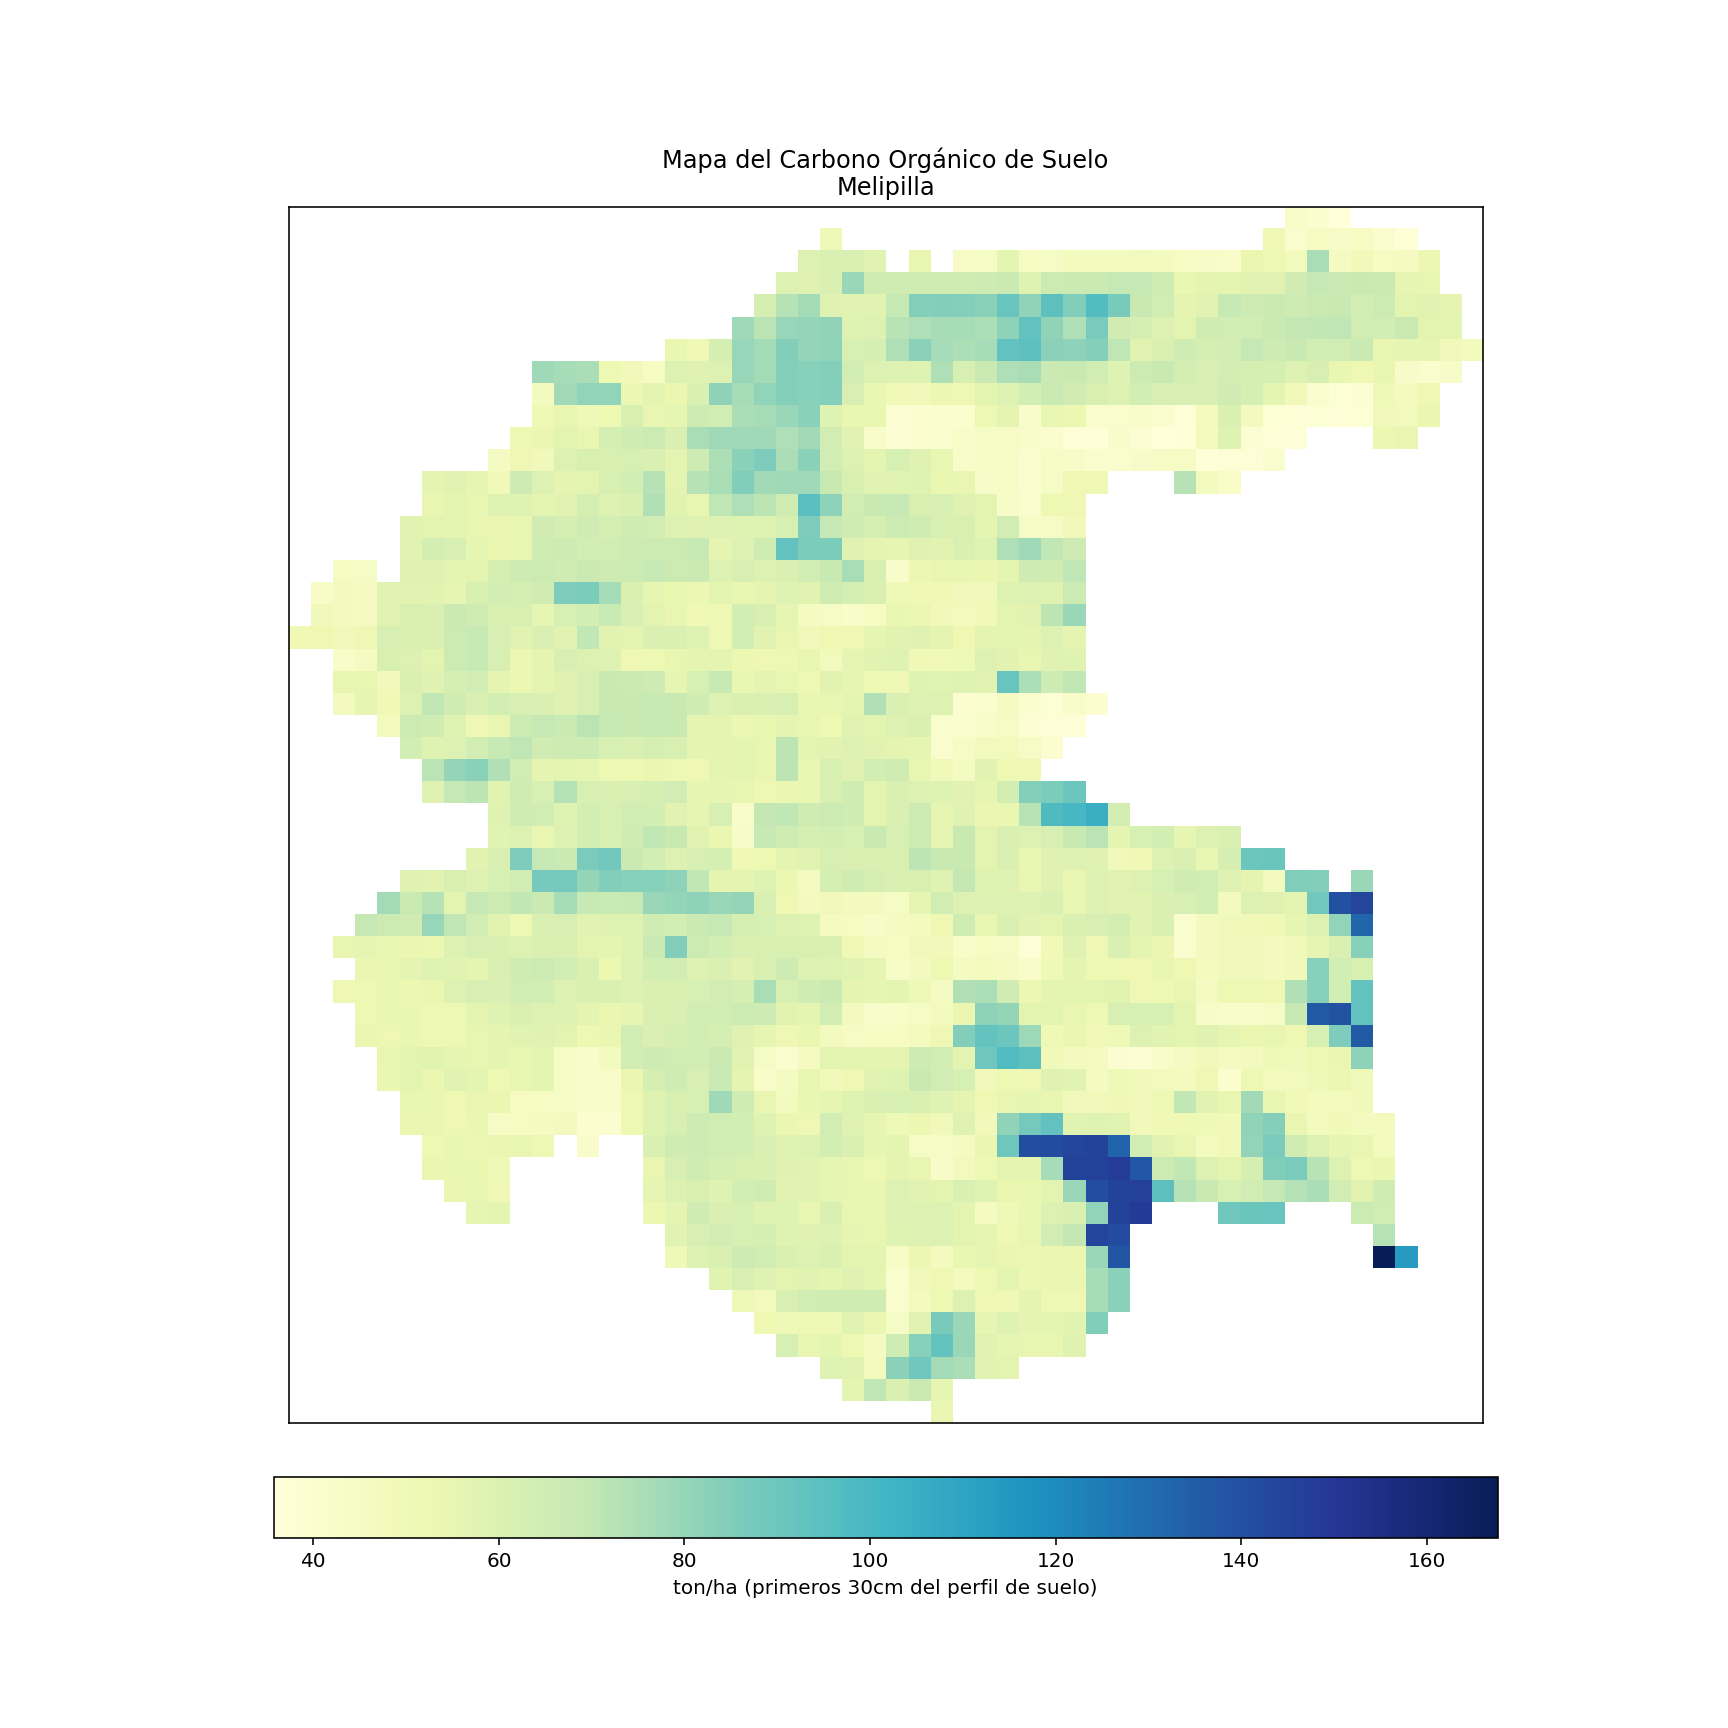 Mapa del Carbono Orgánico de Suelo
Melipilla
40 60 80 100 120 140 160
ton/ha (primeros 30cm del perfil de suelo)